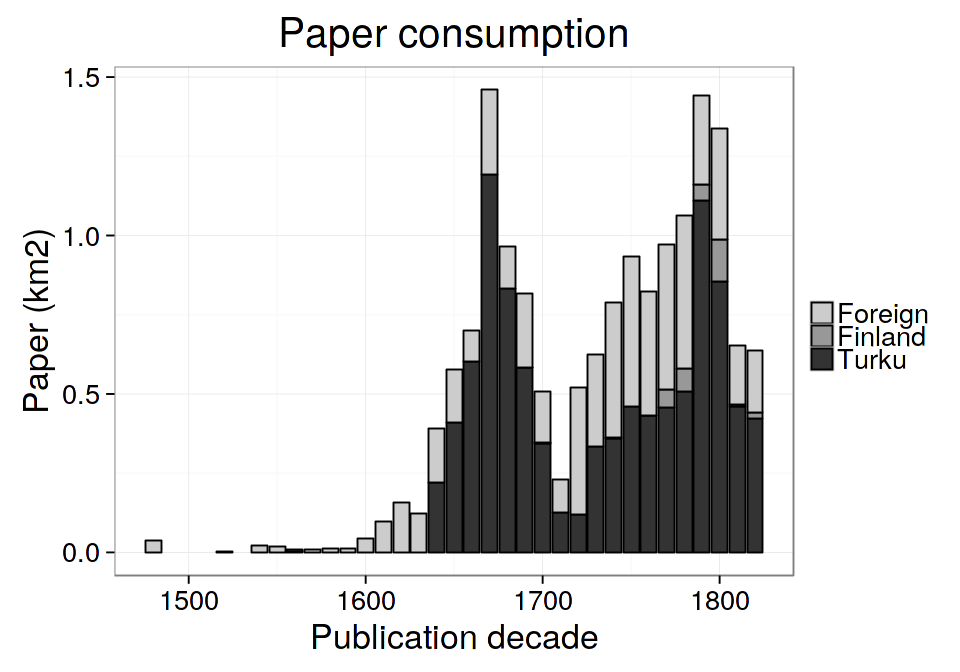 Paper consumption
1.5
1.0
0.5
0.0
Paper (km2)
1500 1600 1700 1800
Publication decade
Foreign
Finland
Turku